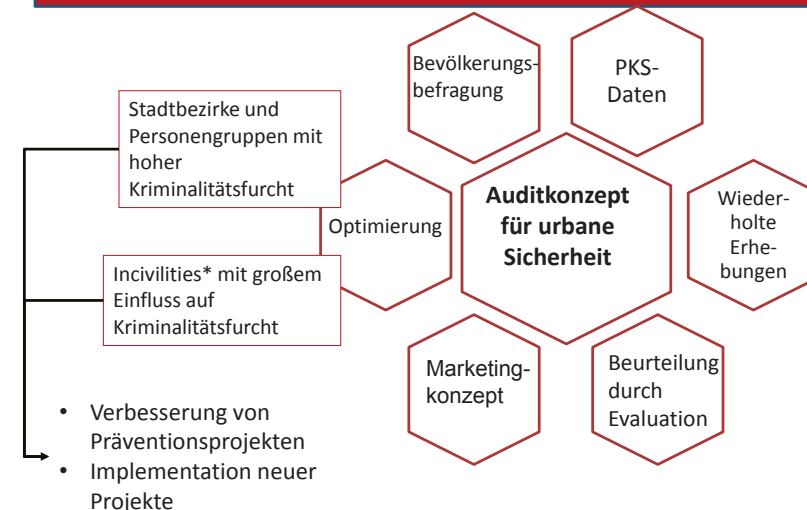 Bevölkerungs-
befragung
PKS-
Daten
Stadtbezirke und
Personengruppen mit
hoher
Kriminalitätsfurcht
Optimierung
Auditkonzept
für urbane
Sicherheit
Wieder-
holte
Erhe-
bungen
Incivilities* mit großem
Einfluss auf
Kriminalitätsfurcht
Marketing-
konzept
Beurteilung
durch
Evaluation
• Verbesserung von
Präventionsprojekten
• Implementation neuer
Projekte